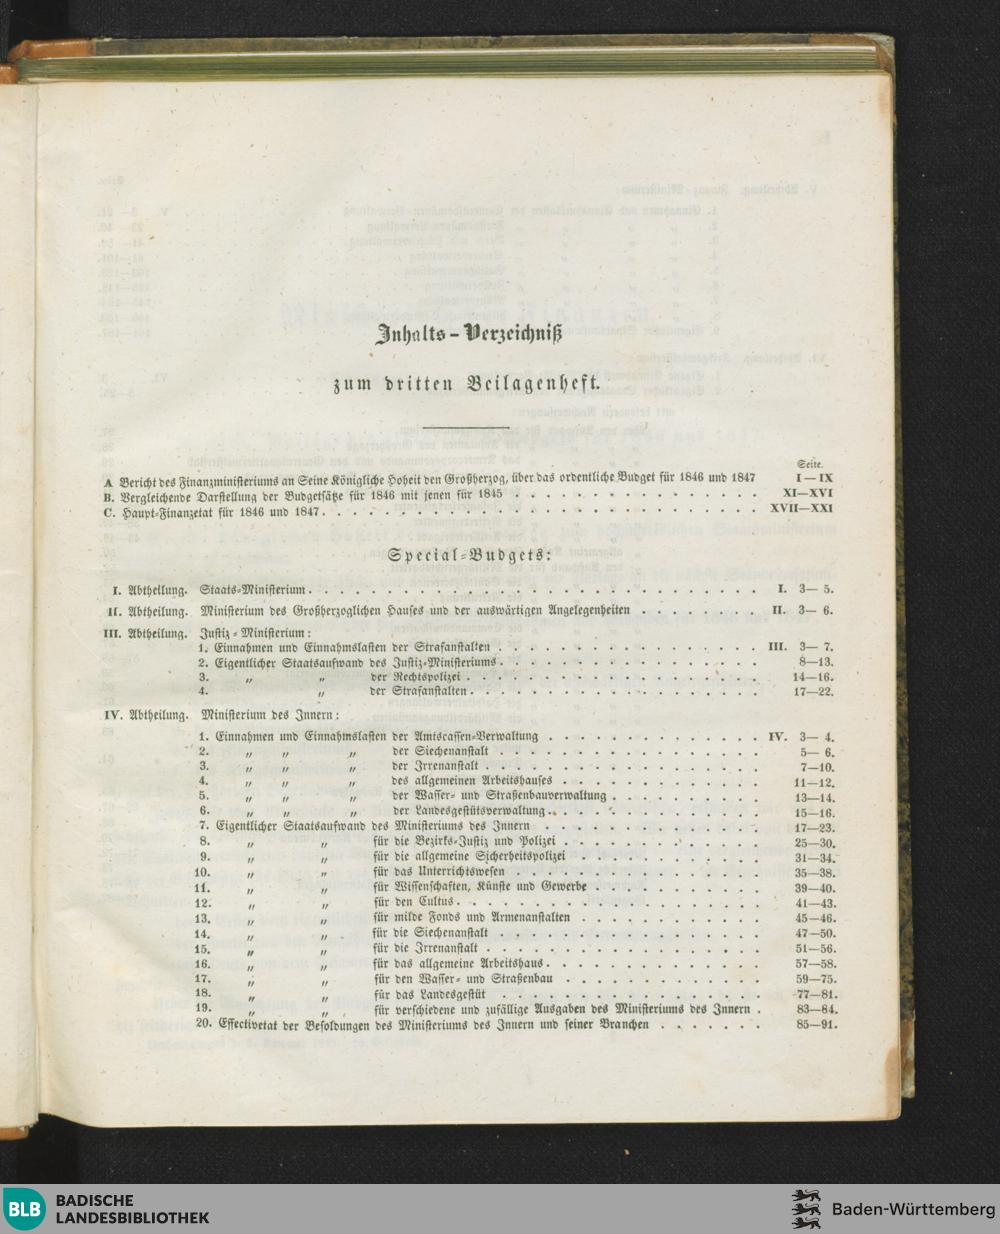 Inhalts-Verzeichniß
zum dritten Beilagenheft.
Seite.
A Bericht des Finanzministeriums an Seine Königliche Hoheit den Großherzog, über das ordentliche Budget für 1846 und 1847 I—IX
B. Vergleichende Darstellung der Budgetsätze für 1846 mit jenen für 1845 . . . . XI—XVI
C. Haupt-Finanzetat für 1846 und 1847. . . . . XVII—XXI
Special-Budgets:
I. Abtheilung. Staats-Ministerium. . . . . I. 3— 5.
II. Abtheilung. Ministerium des Großherzoglichen Hauses und der auswärtigen Angelegenheiten . . . . II. 3— 6.
III. Abtheilung. Justiz-Ministerium:
1. Einnahmen und Einnahmslasten der Strafanstalten . . . . III. 3— 7.
2. Eigentlicher Staatsaufwand des Justiz-Ministeriums. . . . . 8—13.
3. „ „ der Rechtspolizei . . . . 14—16.
4. „ der Strafanstalten. . . . . 17—22.
IV. Abtheilung. Ministerium des Innern:
1. Einnahmen und Einnahmslasten der Amtscassen-Verwaltung . . . . IV. 3— 4.
2. „ „ „ der Siechenanstalt . . . . 5— 6.
3. „ „ „ der Irrenanstalt . . . . 7—10.
4. „ „ „ des allgemeinen Arbeitshauses . . . . 11—12.
5. „ „ „ der Wasser- und Straßenbauverwaltung . . . . 13—14.
6. „ „ „ der Landesgestütsverwaltung. . . . . 15—16.
7. Eigentlicher Staatsaufwand des Ministeriums des Innern . . . . 17—23.
8. „ „ für die Bezirks-Justiz und Polizei . . . . 25—30.
9. „ „ für die allgemeine Sicherheitspolizei . . . . 31—34.
10. „ „ für das Unterrichtswesen . . . . 35—38.
11. „ „ für Wissenschaften, Künste und Gewerbe . . . . 39—40.
12. „ „ für den Cultus. . . . . 41—43.
13. „ „ für milde Fonds und Armenanstalten . . . . 45—46.
14. „ „ für die Siechenanstalt . . . . 47—50.
15. „ „ für die Irrenanstalt . . . . 51—56.
16. „ „ für das allgemeine Arbeitshaus. . . . . 57—58.
17. „ „ für den Wasser- und Straßenbau . . . . 59—75.
18. „ „ für das Landesgestüt . . . . 77—81.
19. „ „ für verschiedene und zufällige Ausgaben des Ministeriums des Innern . 83—84.
20. Effectivetat der Besoldungen des Ministeriums des Innern und seiner Branchen . . . . 85—91.
BLB BADISCHE LANDESBIBLIOTHEK
Baden-Württemberg